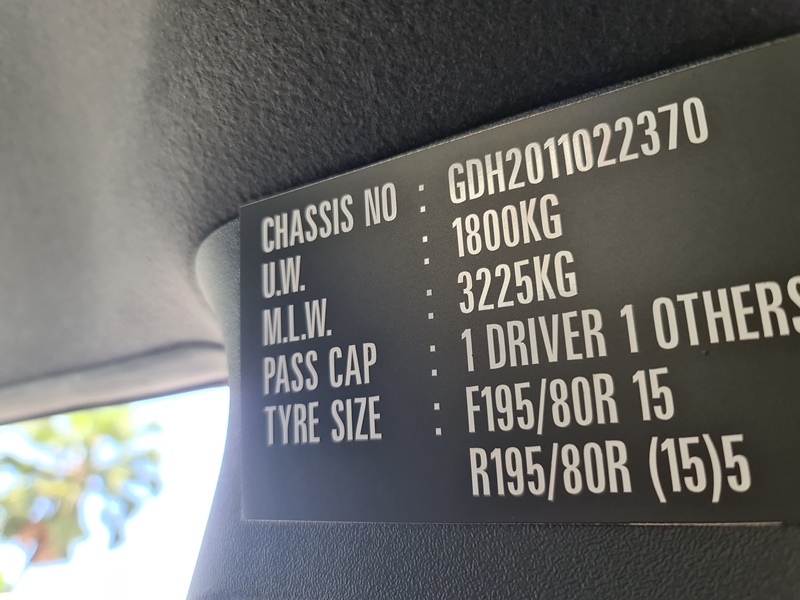 CHASSIS NO : GDH2011022370
U.W. : 1800KG
M.L.W. : 3225KG
PASS CAP : 1 DRIVER 1 OTHERS
TYRE SIZE : F195/80R 15
R195/80R (15)5